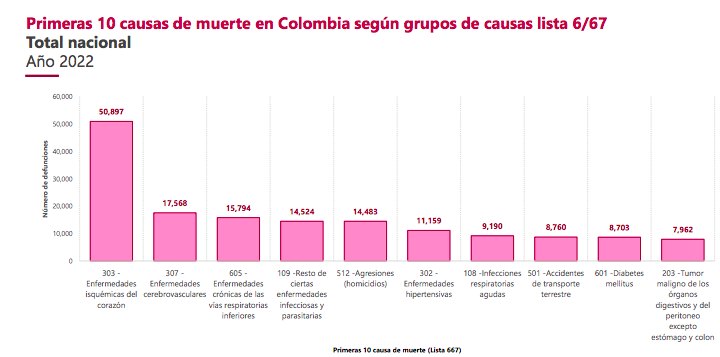 Primeras 10 causas de muerte en Colombia según grupos de causas lista 6/67
Total nacional
Año 2022
Número de defunciones
60,000
50,000
40,000
30,000
20,000
10,000
0
50,897
17,568
15,794
14,524
14,483
11,159
9,190
8,760
8,703
7,962
303 -
Enfermedades
isquémicas del
corazón
307 -
Enfermedades
cerebrovasculares
605 -
Enfermedades
crónicas de las
vías respiratorias
inferiores
109 -Resto de
ciertas
enfermedades
infecciosas y
parasitarias
512 -Agresiones
(homicidios)
302 -
Enfermedades
hipertensivas
108 -Infecciones
respiratorias
agudas
501 -Accidentes
de transporte
terrestre
601 -Diabetes
mellitus
203 -Tumor
maligno de los
órganos
digestivos y del
peritoneo
excepto
estómago y colon
Primeras 10 causa de muerte (Lista 667)